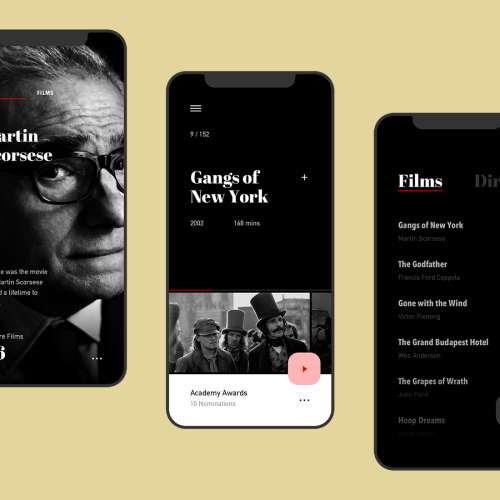 FILMS
artin
corsese
e was the movie
artin Scorsese
d a lifetime to
re Films
6
9 / 152
Gangs of
New York
+
2002 168 mins
Academy Awards
10 Nominations
Films Dir
Gangs of New York
Martin Scorsese
The Godfather
Francis Ford Coppola
Gone with the Wind
Victor Fleming
The Grand Budapest Hotel
Wes Anderson
The Grapes of Wrath
John Ford
Hoop Dreams